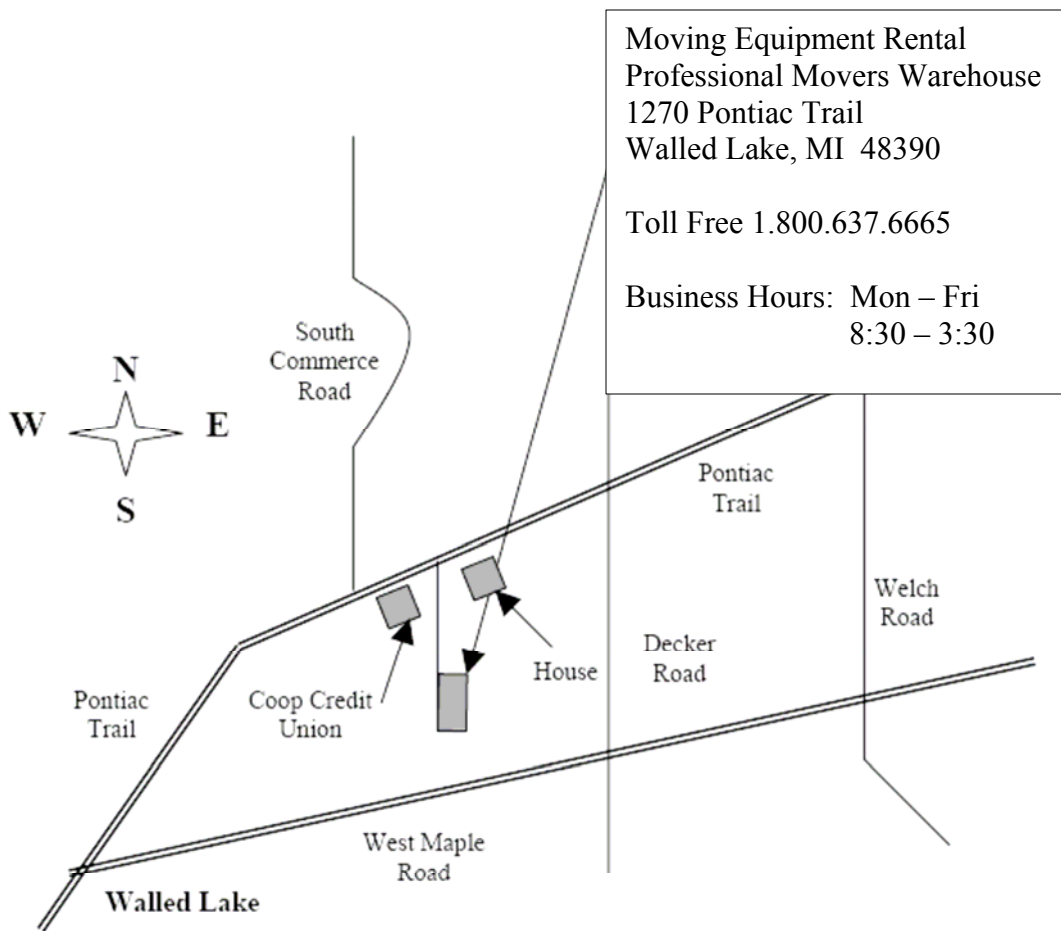 Moving Equipment Rental
Professional Movers Warehouse
1270 Pontiac Trail
Walled Lake, MI 48390
Toll Free 1.800.637.6665
Business Hours: Mon – Fri
8:30 – 3:30
South
Commerce
Road
N
W
E
S
Pontiac
Trail
Welch
Road
House
Decker
Road
Coop Credit
Union
Pontiac
Trail
West Maple
Road
Walled Lake